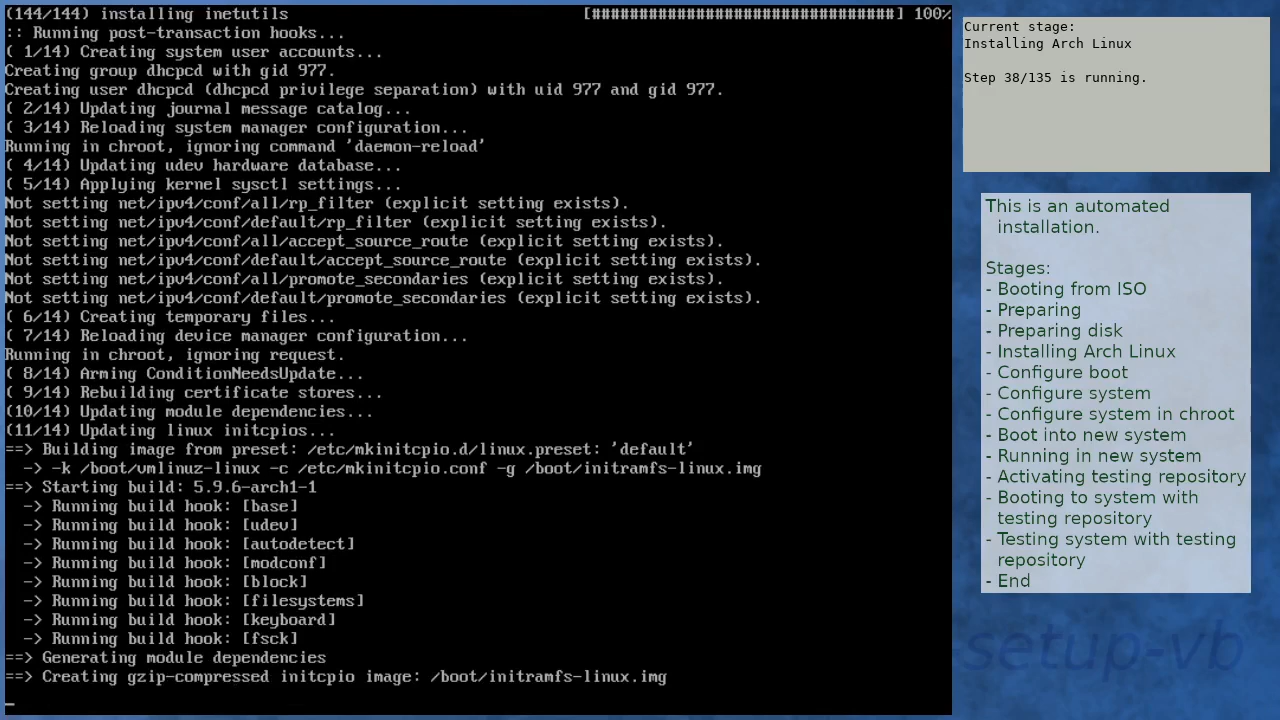 (144/144) installing inetutils [################################] 100%
:: Running post-transaction hooks...
( 1/14) Creating system user accounts...
Creating group dhcpcd with gid 977.
Creating user dhcpcd (dhcpcd privilege separation) with uid 977 and gid 977.
( 2/14) Updating journal message catalog...
( 3/14) Reloading system manager configuration...
Running in chroot, ignoring command 'daemon-reload'
( 4/14) Updating udev hardware database...
( 5/14) Applying kernel sysctl settings...
Not setting net/ipv4/conf/all/rp_filter (explicit setting exists).
Not setting net/ipv4/conf/default/rp_filter (explicit setting exists).
Not setting net/ipv4/conf/all/accept_source_route (explicit setting exists).
Not setting net/ipv4/conf/default/accept_source_route (explicit setting exists).
Not setting net/ipv4/conf/all/promote_secondaries (explicit setting exists).
Not setting net/ipv4/conf/default/promote_secondaries (explicit setting exists).
( 6/14) Creating temporary files...
( 7/14) Reloading device manager configuration...
Running in chroot, ignoring request.
( 8/14) Arming ConditionNeedsUpdate...
( 9/14) Rebuilding certificate stores...
(10/14) Updating module dependencies...
(11/14) Updating linux initcpios...
==> Building image from preset: /etc/mkinitcpio.d/linux.preset: 'default'
  -> -k /boot/vmlinuz-linux -c /etc/mkinitcpio.conf -g /boot/initramfs-linux.img
==> Starting build: 5.9.6-arch1-1
  -> Running build hook: [base]
  -> Running build hook: [udev]
  -> Running build hook: [autodetect]
  -> Running build hook: [modconf]
  -> Running build hook: [block]
  -> Running build hook: [filesystems]
  -> Running build hook: [keyboard]
  -> Running build hook: [fsck]
==> Generating module dependencies
==> Creating gzip-compressed initcpio image: /boot/initramfs-linux.img
_
Current stage:
Installing Arch Linux
Step 38/135 is running.
This is an automated
installation.
Stages:
- Booting from ISO
- Preparing
- Preparing disk
- Installing Arch Linux
- Configure boot
- Configure system
- Configure system in chroot
- Boot into new system
- Running in new system
- Activating testing repository
- Booting to system with
testing repository
- Testing system with testing
repository
- End
setup-vb